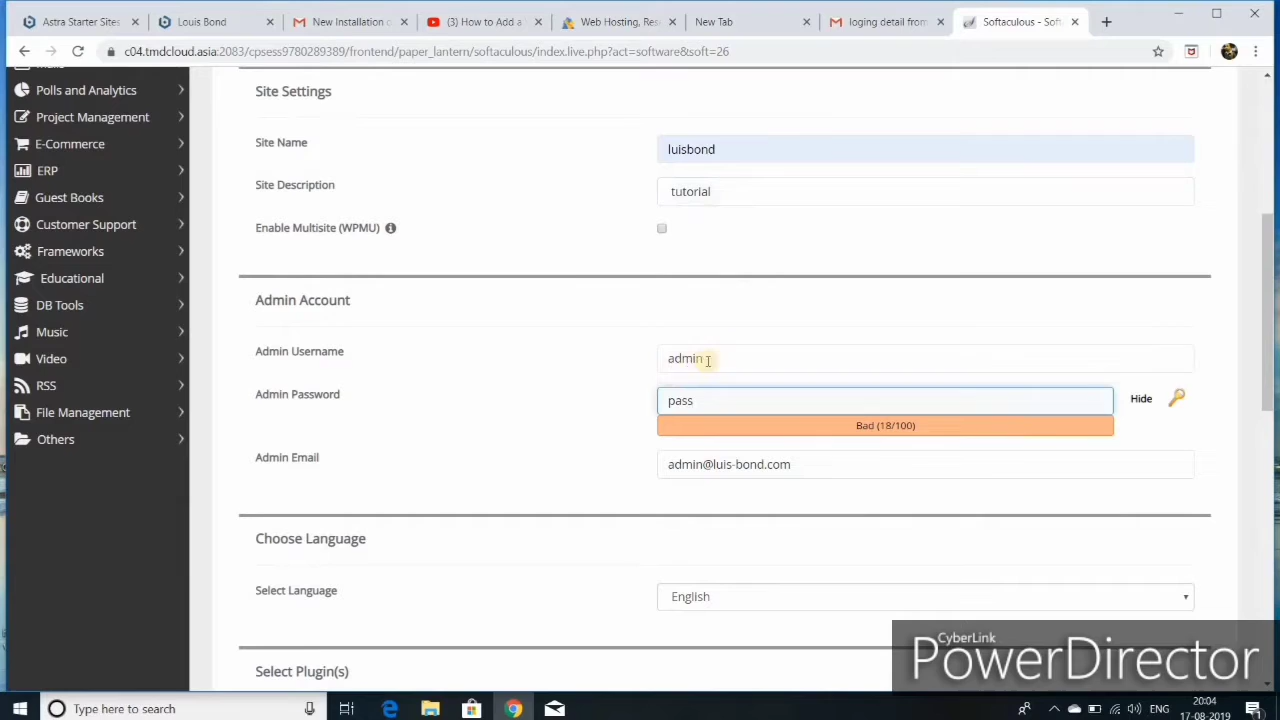 Astra Starter Sites
Louis Bond
New Installation o
(3) How to Add a
Web Hosting, Res
New Tab
loging detail from
Softaculous - Soft
c04.tmdcloud.asia:2083/cpsess9780289389/frontend/paper_lantern/softaculous/index.live.php?act=software&soft=26
Polls and Analytics
Project Management
E-Commerce
ERP
Guest Books
Customer Support
Frameworks
Educational
DB Tools
Music
Video
RSS
File Management
Others
Site Settings
Site Name
luisbond
Site Description
tutorial
Enable Multisite (WPMU)
Admin Account
Admin Username
admin
Admin Password
pass
Hide
Bad (18/100)
Admin Email
admin@luis-bond.com
Choose Language
Select Language
English
Select Plugin(s)
CyberLink
PowerDirector
Type here to search
ENG
20:04
17-08-2019